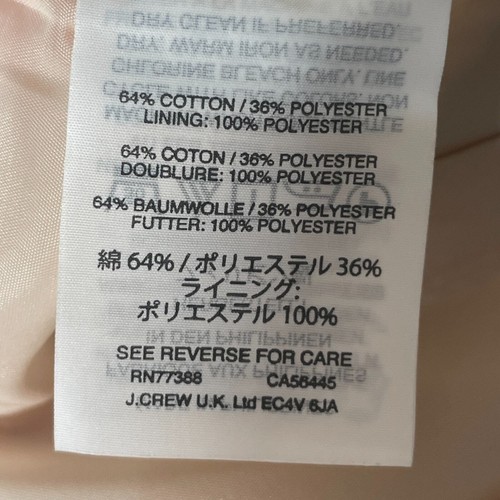 64% COTTON / 36% POLYESTER
LINING: 100% POLYESTER
64% COTON / 36% POLYESTER
DOUBLURE: 100% POLYESTER
64% BAUMWOLLE / 36% POLYESTER
FUTTER: 100% POLYESTER
綿 64% / ポリエステル 36%
ライニング:
ポリエステル 100%
SEE REVERSE FOR CARE
RN77388 CA56445
J.CREW U.K. Ltd EC4V 6JA